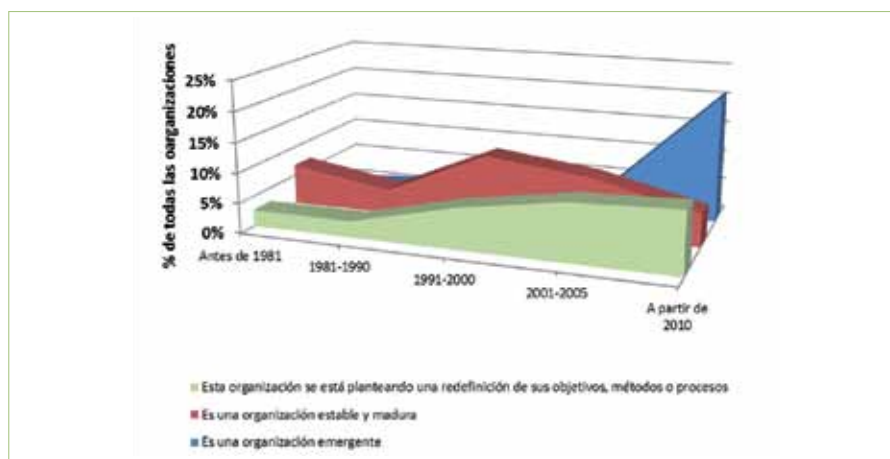 % de todas las oarganizaciones
25%
20%
15%
10%
5%
0%
Antes de 1981
1981-1990
1991-2000
2001-2005
A partir de
2010
Esta organización se está planteando una redefinición de sus objetivos, métodos o procesos
Es una organización estable y madura
Es una organización emergente